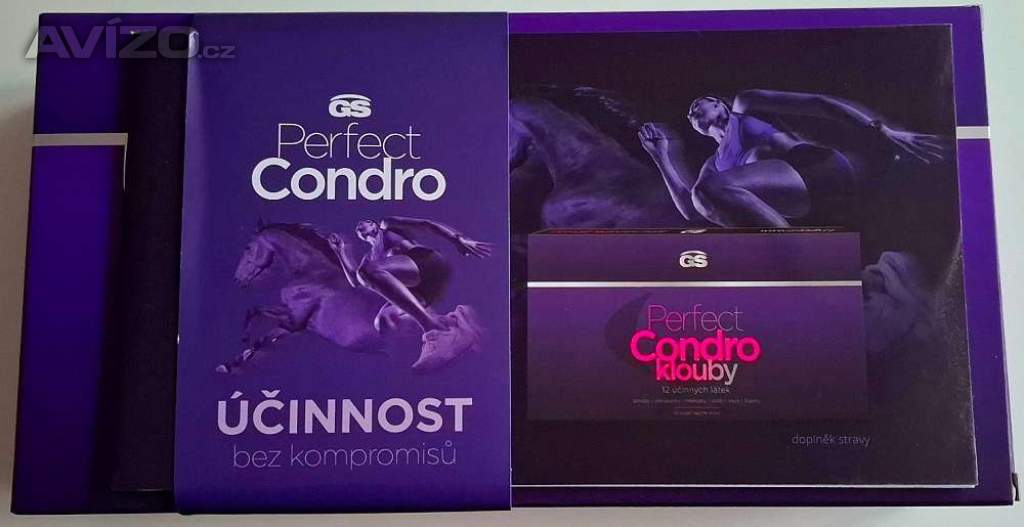 AVÍZO.cz
GS
Perfect
Condro
ÚČINNOST
bez kompromisů
GS
Perfect
Condro
klouby
12 účinných látek
doplněk stravy